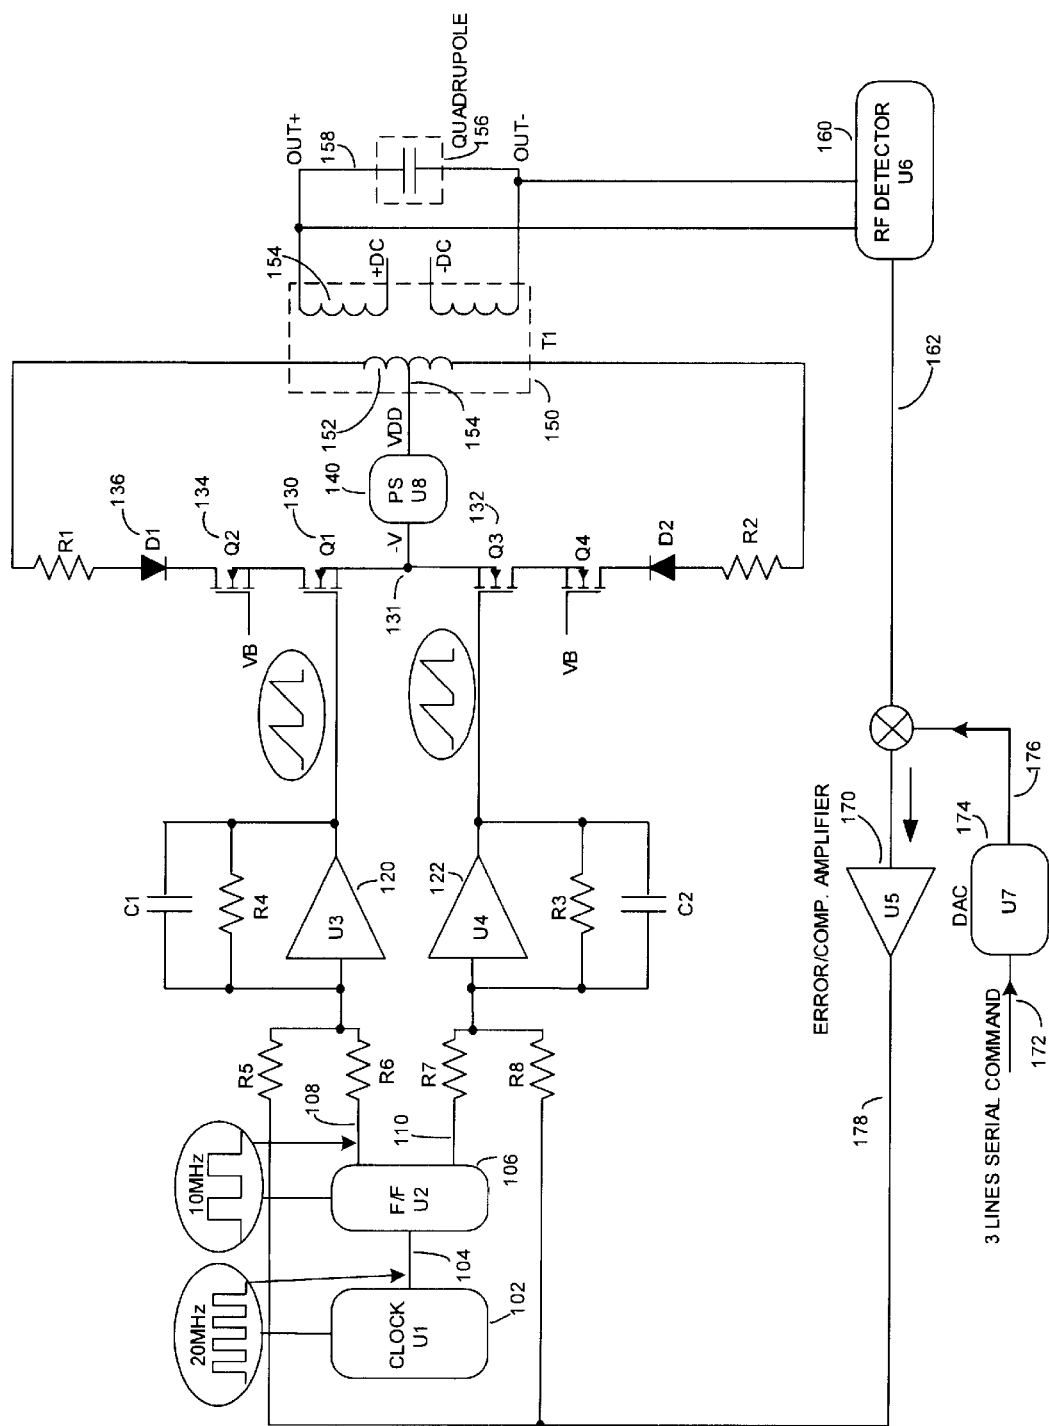 20MHz
10MHz
CLOCK
U1
102
104
F/F
U2
106
108
110
R5
R6
R7
R8
C1
R4
U3
120
122
U4
R3
C2
VB
VB
R1
D1
136
Q2
134
Q1
130
-V
131
PS
U8
140
VDD
132
Q3
Q4
D2
R2
152
154
150
T1
154
+DC
-DC
OUT+
158
QUADRUPOLE
156
OUT-
160
RF DETECTOR
U6
162
ERROR/COMP. AMPLIFIER
170
U5
178
DAC
174
U7
176
3 LINES SERIAL COMMAND
172